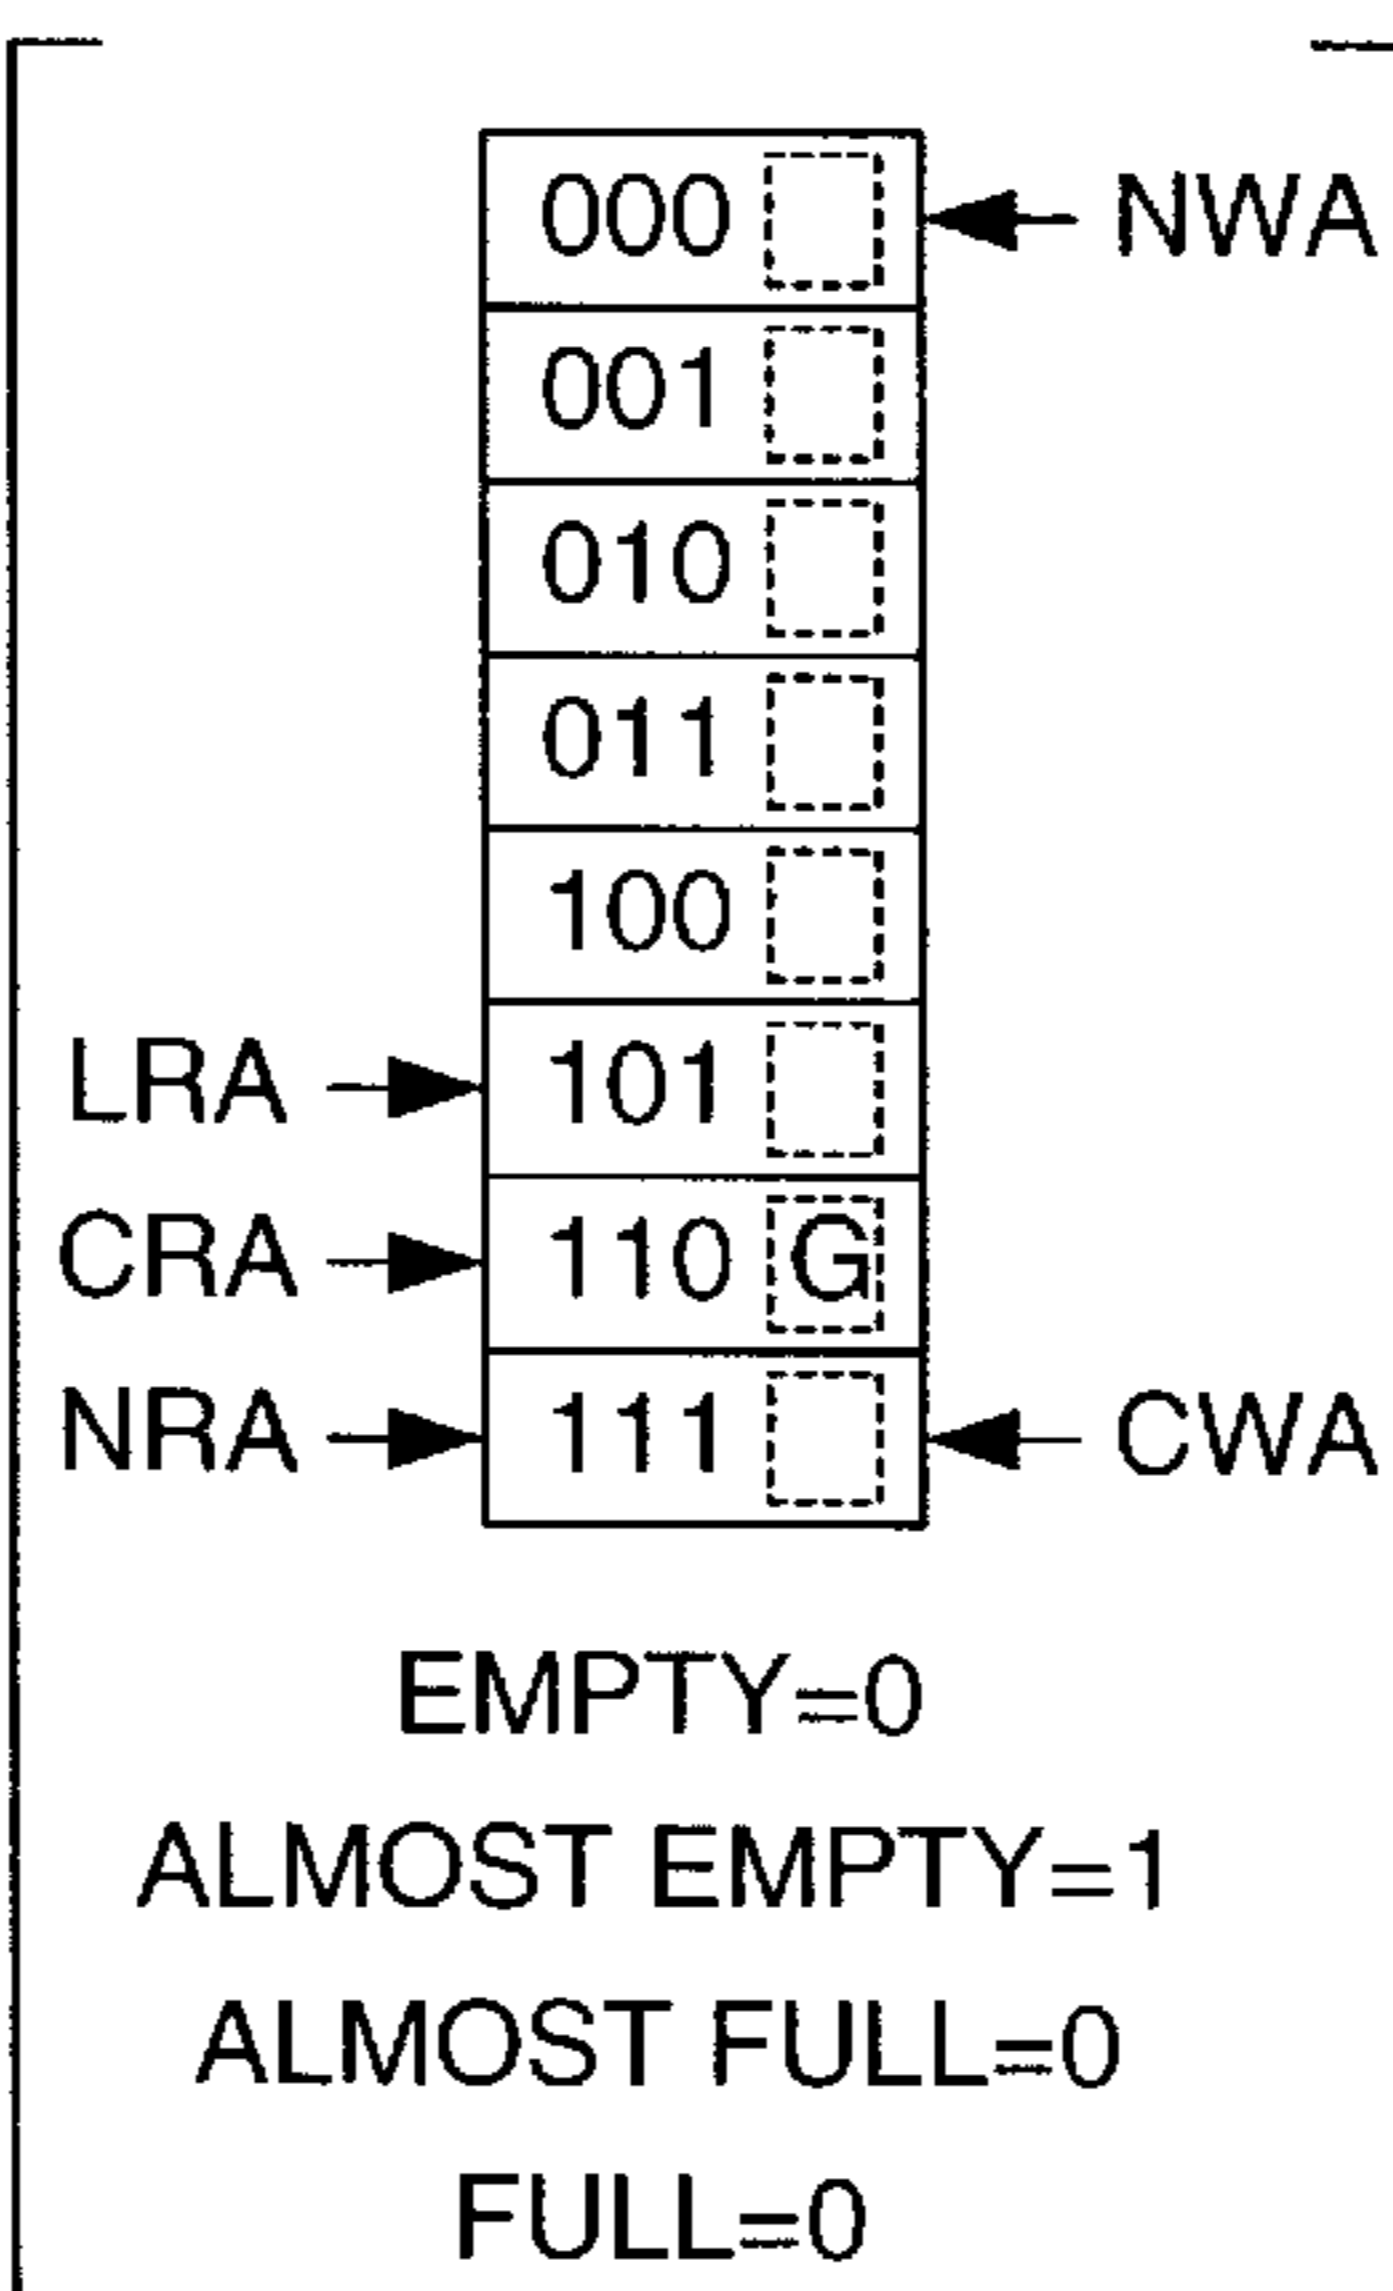 000 NWA
001
010
011
100
LRA 101
CRA 110 G
NRA 111 CWA
EMPTY=0
ALMOST EMPTY=1
ALMOST FULL=0
FULL=0